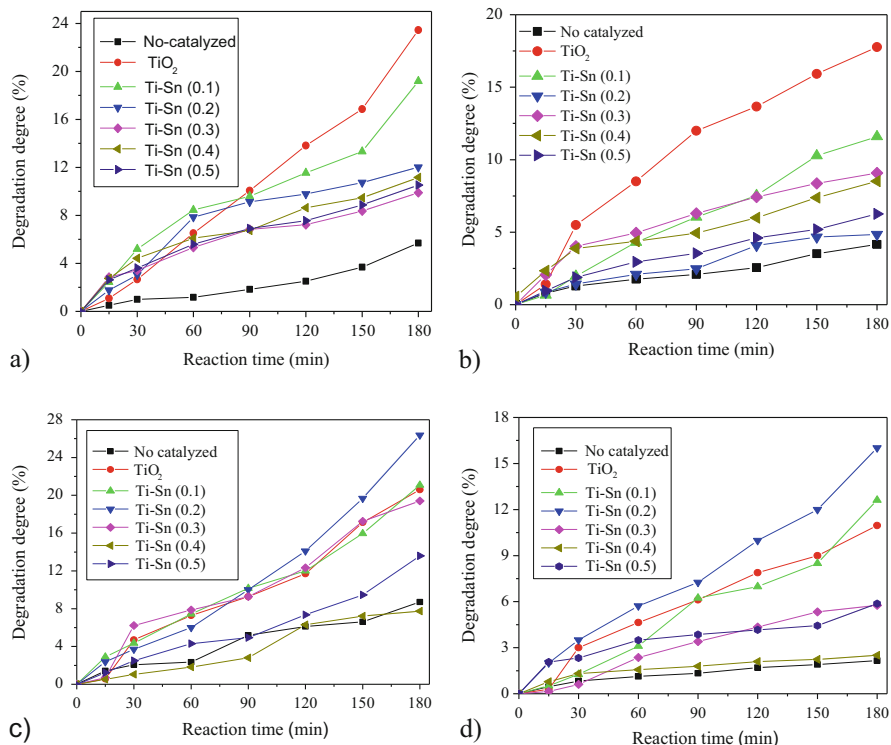 24
20
16
12
8
4
0
Degradation degree (%)
No-catalyzed
TiO2
Ti-Sn (0.1)
Ti-Sn (0.2)
Ti-Sn (0.3)
Ti-Sn (0.4)
Ti-Sn (0.5)
0 30 60 90 120 150 180
Reaction time (min)
a)
20
15
10
5
0
Degradation degree (%)
No catalyzed
TiO2
Ti-Sn (0.1)
Ti-Sn (0.2)
Ti-Sn (0.3)
Ti-Sn (0.4)
Ti-Sn (0.5)
0 30 60 90 120 150 180
Reaction time (min)
b)
28
24
20
16
12
8
4
0
Degradation degree (%)
No catalyzed
TiO2
Ti-Sn (0.1)
Ti-Sn (0.2)
Ti-Sn (0.3)
Ti-Sn (0.4)
Ti-Sn (0.5)
0 30 60 90 120 150 180
Reaction time (min)
c)
18
15
12
9
6
3
0
Degradation degree (%)
No catalyzed
TiO2
Ti-Sn (0.1)
Ti-Sn (0.2)
Ti-Sn (0.3)
Ti-Sn (0.4)
Ti-Sn (0.5)
0 30 60 90 120 150 180
Reaction time (min)
d)